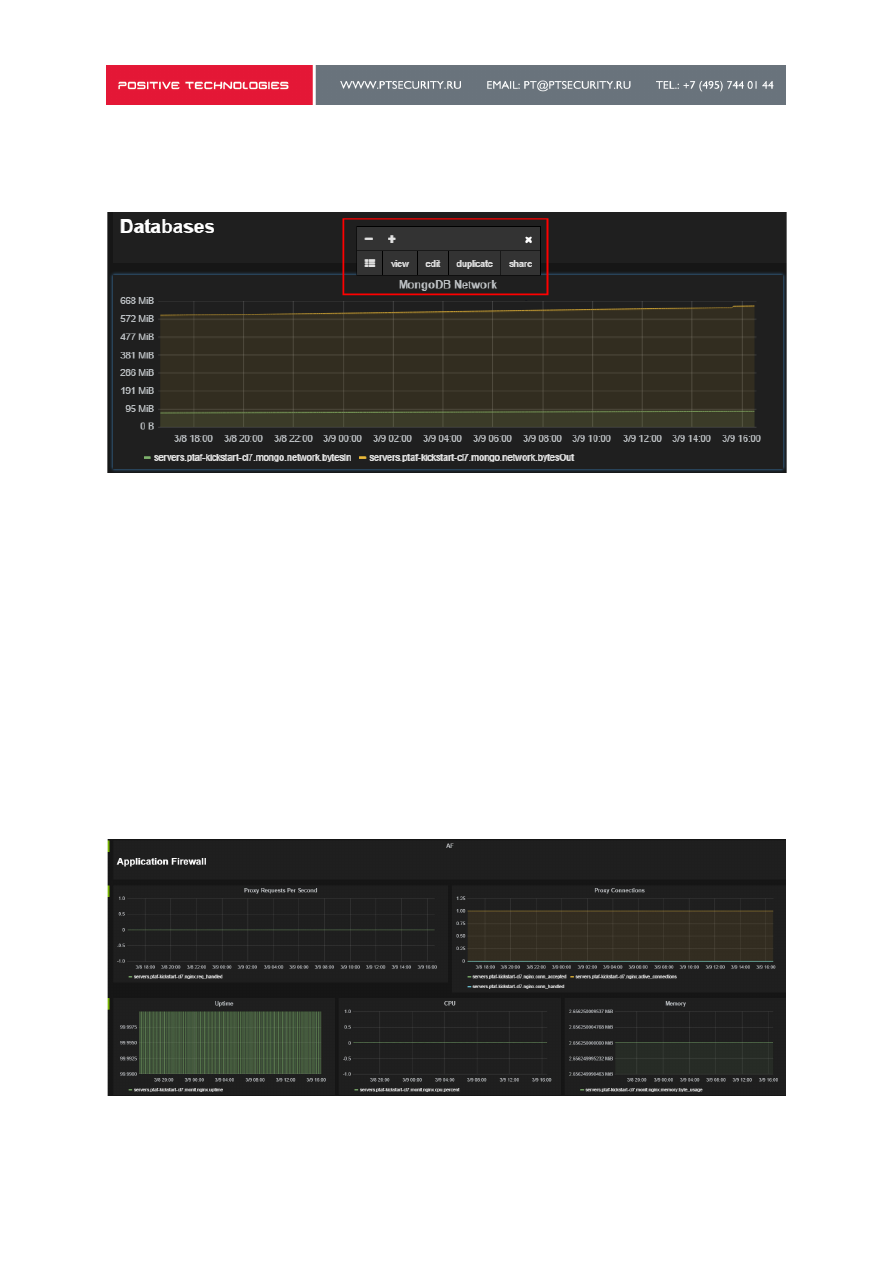 POSITIVE TECHNOLOGIES WWW.PTSECURITY.RU EMAIL: PT@PTSECURITY.RU TEL.: +7 (495) 744 01 44
Databases
view edit duplicate share
MongoDB Network
668 MiB
572 MiB
477 MiB
381 MiB
286 MiB
191 MiB
95 MiB
0 B
3/8 18:00 3/8 20:00 3/8 22:00 3/9 00:00 3/9 02:00 3/9 04:00 3/9 06:00 3/9 08:00 3/9 10:00 3/9 12:00 3/9 14:00 3/9 16:00
servers.ptaf-kickstart-cl7.mongo.network.bytesIn servers.ptaf-kickstart-cl7.mongo.network.bytesOut
AF
Application Firewall
Proxy Requests Per Second
1.0
0.5
0
-0.5
-1.0
3/8 18:00 3/8 20:00 3/8 22:00 3/9 00:00 3/9 02:00 3/9 04:00 3/9 06:00 3/9 08:00 3/9 10:00 3/9 12:00 3/9 14:00 3/9 16:00
servers.ptaf-kickstart-cl7.nginx.req_handled
Proxy Connections
1.25
1.00
0.75
0.50
0.25
0
3/8 18:00 3/8 20:00 3/8 22:00 3/9 00:00 3/9 02:00 3/9 04:00 3/9 06:00 3/9 08:00 3/9 10:00 3/9 12:00 3/9 14:00 3/9 16:00
servers.ptaf-kickstart-cl7.nginx.conn_accepted servers.ptaf-kickstart-cl7.nginx.active_connections
servers.ptaf-kickstart-cl7.nginx.conn_handled
Uptime
99.9975
99.9950
99.9925
99.9900
3/8 20:00 3/9 00:00 3/9 04:00 3/9 08:00 3/9 12:00 3/9 16:00
servers.ptaf-kickstart-cl7.monit.nginx.uptime
CPU
1.0
0.5
0
-0.5
-1.0
3/8 20:00 3/9 00:00 3/9 04:00 3/9 08:00 3/9 12:00 3/9 16:00
servers.ptaf-kickstart-cl7.monit.nginx.cpu.percent
Memory
3/8 20:00 3/9 00:00 3/9 04:00 3/9 08:00 3/9 12:00 3/9 16:00
servers.ptaf-kickstart-cl7.monit.nginx.memory.byte_usage